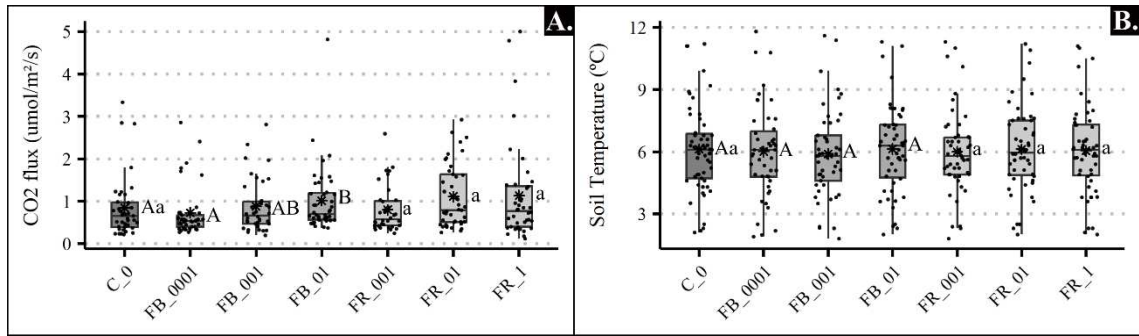 A.
CO2 flux (umol/m²/s)
5
4
3
2
1
0
Aa
A
AB
B
a
a
a
C_0
FB_0001
FB_001
FB_01
FR_001
FR_01
FR_1
B.
Soil Temperature (ºC)
12
9
6
3
Aa
A
A
A
a
a
a
C_0
FB_0001
FB_001
FB_01
FR_001
FR_01
FR_1